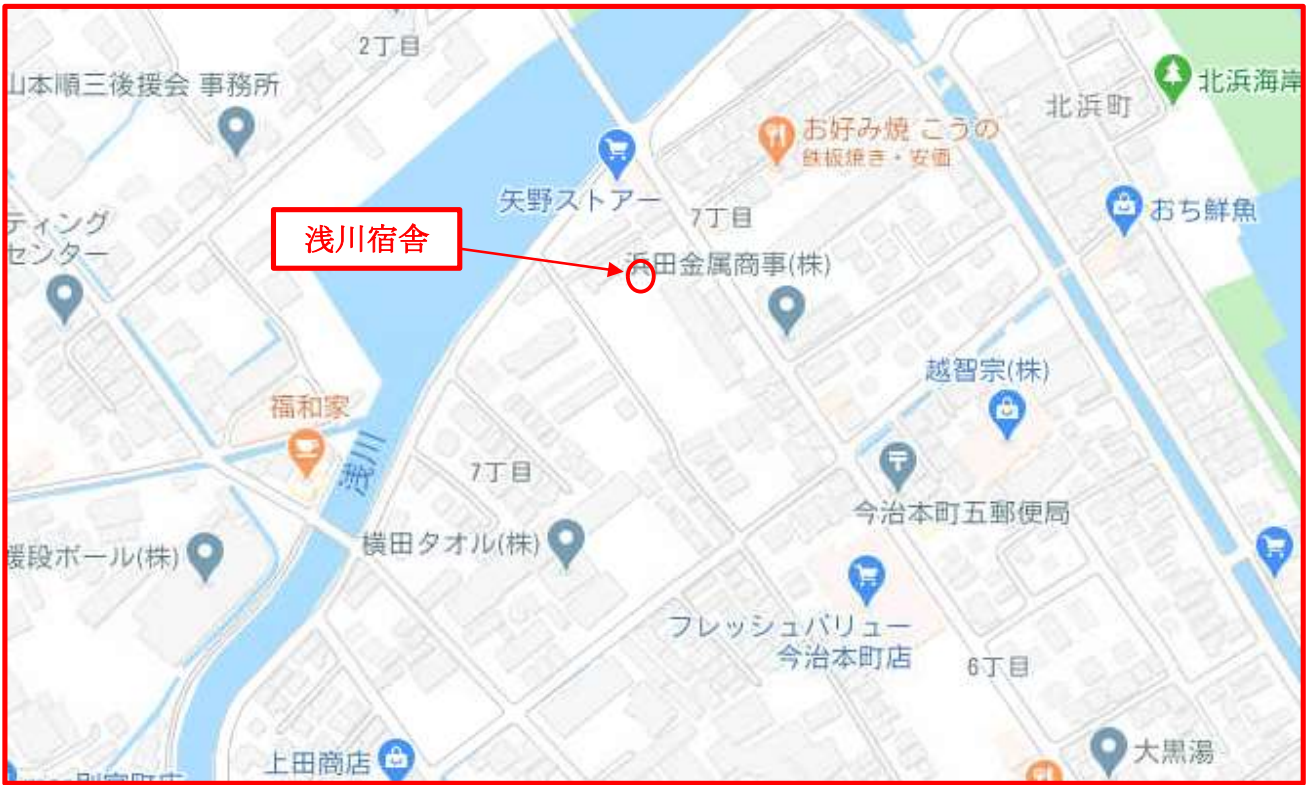 2丁目
山本順三後援会 事務所
北浜海岸
北浜町
お好み焼 こうの
鉄板焼き・安価
矢野ストアー
おち鮮魚
7丁目
ティング
センター
浅川宿舎
浜田金属商事(株)
越智宗(株)
福和家
浅川
7丁目
今治本町五郵便局
横田タオル(株)
段ボール(株)
フレッシュバリュー
今治本町店
6丁目
大黒湯
上田商店